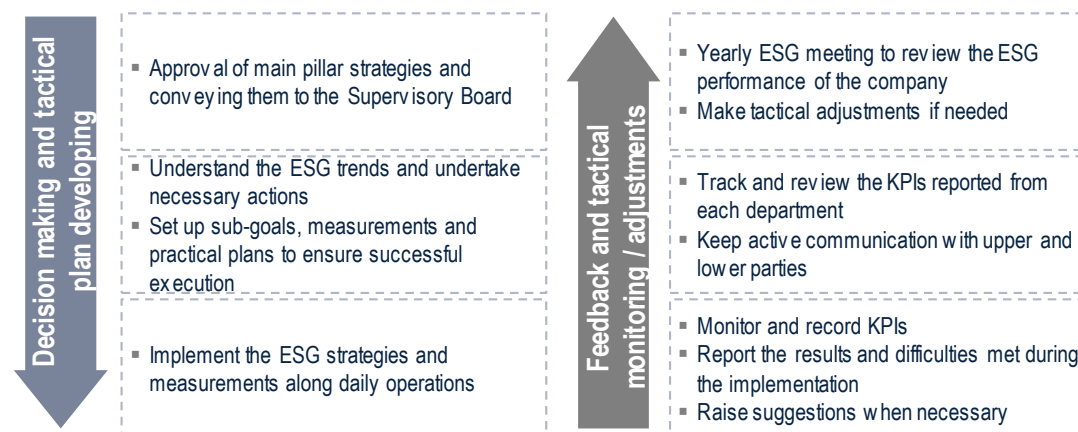 Decision making and tactical
plan developing
▪ Approval of main pillar strategies and
conveying them to the Supervisory Board
▪ Understand the ESG trends and undertake
necessary actions
▪ Set up sub-goals, measurements and
practical plans to ensure successful
execution
▪ Implement the ESG strategies and
measurements along daily operations
Feedback and tactical
monitoring / adjustments
▪ Yearly ESG meeting to review the ESG
performance of the company
▪ Make tactical adjustments if needed
▪ Track and review the KPIs reported from
each department
▪ Keep active communication with upper and
lower parties
▪ Monitor and record KPIs
▪ Report the results and difficulties met during
the implementation
▪ Raise suggestions when necessary